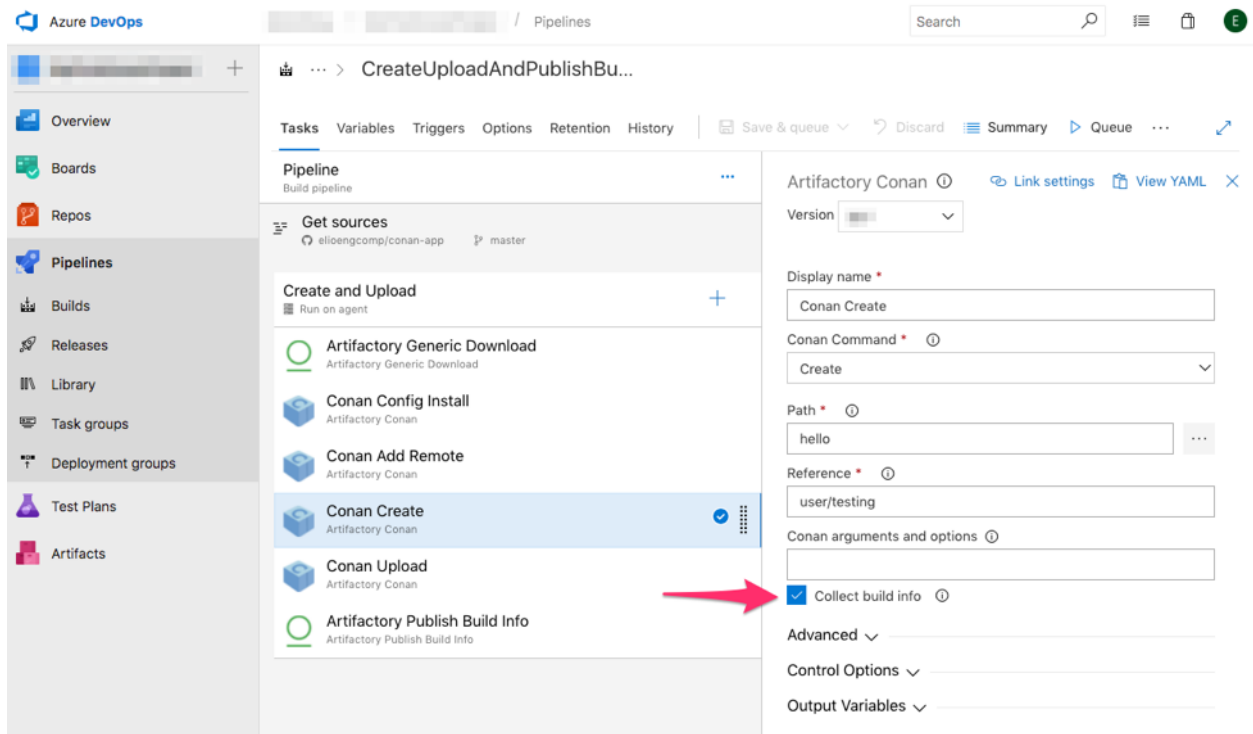 Azure DevOps
/ Pipelines
Search
E
CreateUploadAndPublishBu...
Overview
Boards
Repos
Pipelines
Builds
Releases
Library
Task groups
Deployment groups
Test Plans
Artifacts
Tasks Variables Triggers Options Retention History Save & queue Discard Summary Queue ...
Pipeline
Build pipeline
Get sources
elioengcomp/conan-app master
Create and Upload
Run on agent
Artifactory Generic Download
Artifactory Generic Download
Conan Config Install
Artifactory Conan
Conan Add Remote
Artifactory Conan
Conan Create
Artifactory Conan
Conan Upload
Artifactory Conan
Artifactory Publish Build Info
Artifactory Publish Build Info
Artifactory Conan Link settings View YAML
Version
Display name *
Conan Create
Conan Command *
Create
Path *
hello
Reference *
user/testing
Conan arguments and options
Collect build info
Advanced
Control Options
Output Variables